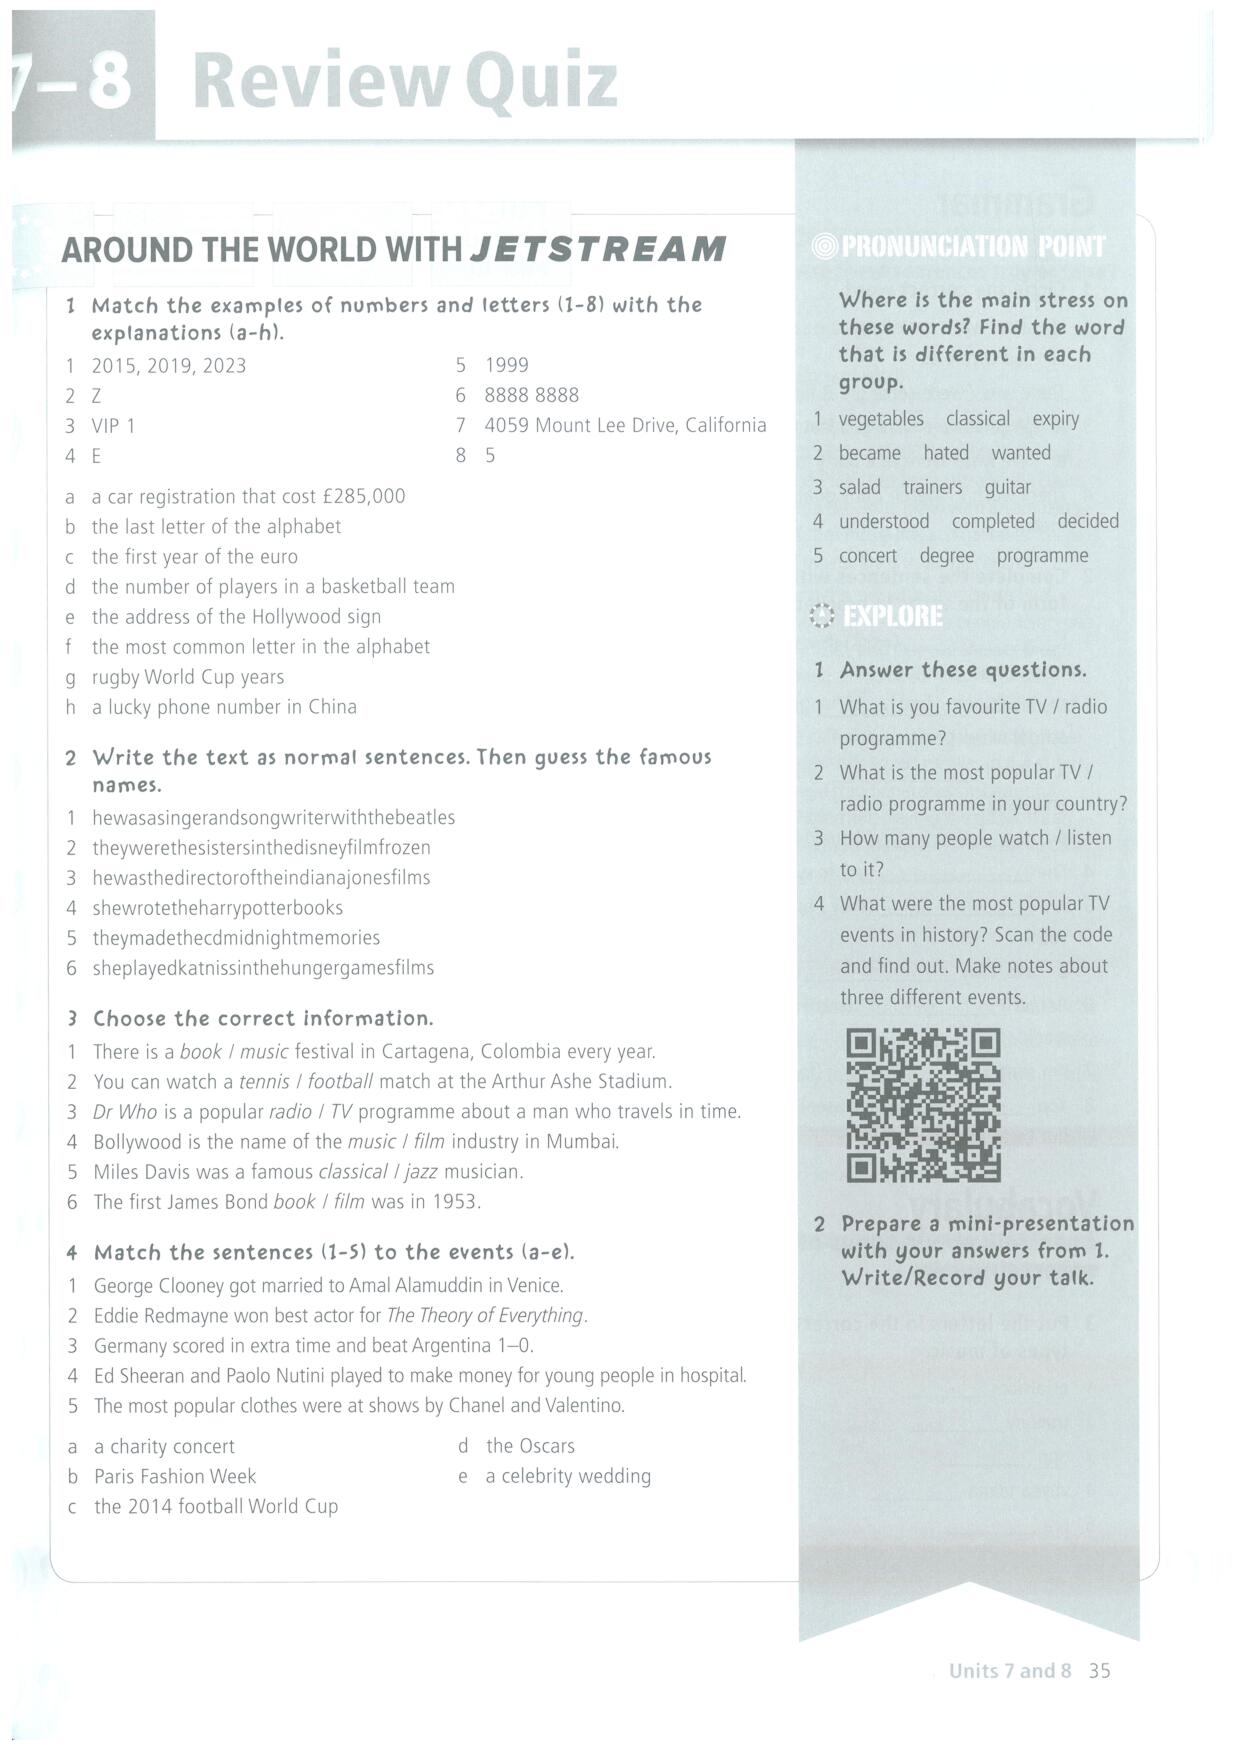 7–8 Review Quiz
AROUND THE WORLD WITH JETSTREAM
1 Match the examples of numbers and letters (1-8) with the
explanations (a-h).
1 2015, 2019, 2023
2 Z
3 VIP 1
4 E
5 1999
6 8888 8888
7 4059 Mount Lee Drive, California
8 5
a a car registration that cost £285,000
b the last letter of the alphabet
c the first year of the euro
d the number of players in a basketball team
e the address of the Hollywood sign
f the most common letter in the alphabet
g rugby World Cup years
h a lucky phone number in China
2 Write the text as normal sentences. Then guess the famous
names.
1 hewasasingerandsongwriterwiththebeatles
2 theywerethesistersinthedisneyfilmfrozen
3 hewasthedirectoroftheindianajonesfilms
4 shewrotetheharrypotterbooks
5 theymadethecdmidnightmemories
6 sheplayedkatnissinthehungergamesfilms
3 Choose the correct information.
1 There is a book / music festival in Cartagena, Colombia every year.
2 You can watch a tennis / football match at the Arthur Ashe Stadium.
3 Dr Who is a popular radio / TV programme about a man who travels in time.
4 Bollywood is the name of the music / film industry in Mumbai.
5 Miles Davis was a famous classical / jazz musician.
6 The first James Bond book / film was in 1953.
4 Match the sentences (1-5) to the events (a-e).
1 George Clooney got married to Amal Alamuddin in Venice.
2 Eddie Redmayne won best actor for The Theory of Everything.
3 Germany scored in extra time and beat Argentina 1–0.
4 Ed Sheeran and Paolo Nutini played to make money for young people in hospital.
5 The most popular clothes were at shows by Chanel and Valentino.
a a charity concert
b Paris Fashion Week
c the 2014 football World Cup
d the Oscars
e a celebrity wedding
PRONUNCIATION POINT
Where is the main stress on
these words? Find the word
that is different in each
group.
1 vegetables classical expiry
2 became hated wanted
3 salad trainers guitar
4 understood completed decided
5 concert degree programme
EXPLORE
1 Answer these questions.
1 What is you favourite TV / radio
programme?
2 What is the most popular TV /
radio programme in your country?
3 How many people watch / listen
to it?
4 What were the most popular TV
events in history? Scan the code
and find out. Make notes about
three different events.
2 Prepare a mini-presentation
with your answers from 1.
Write/Record your talk.
Units 7 and 8 35